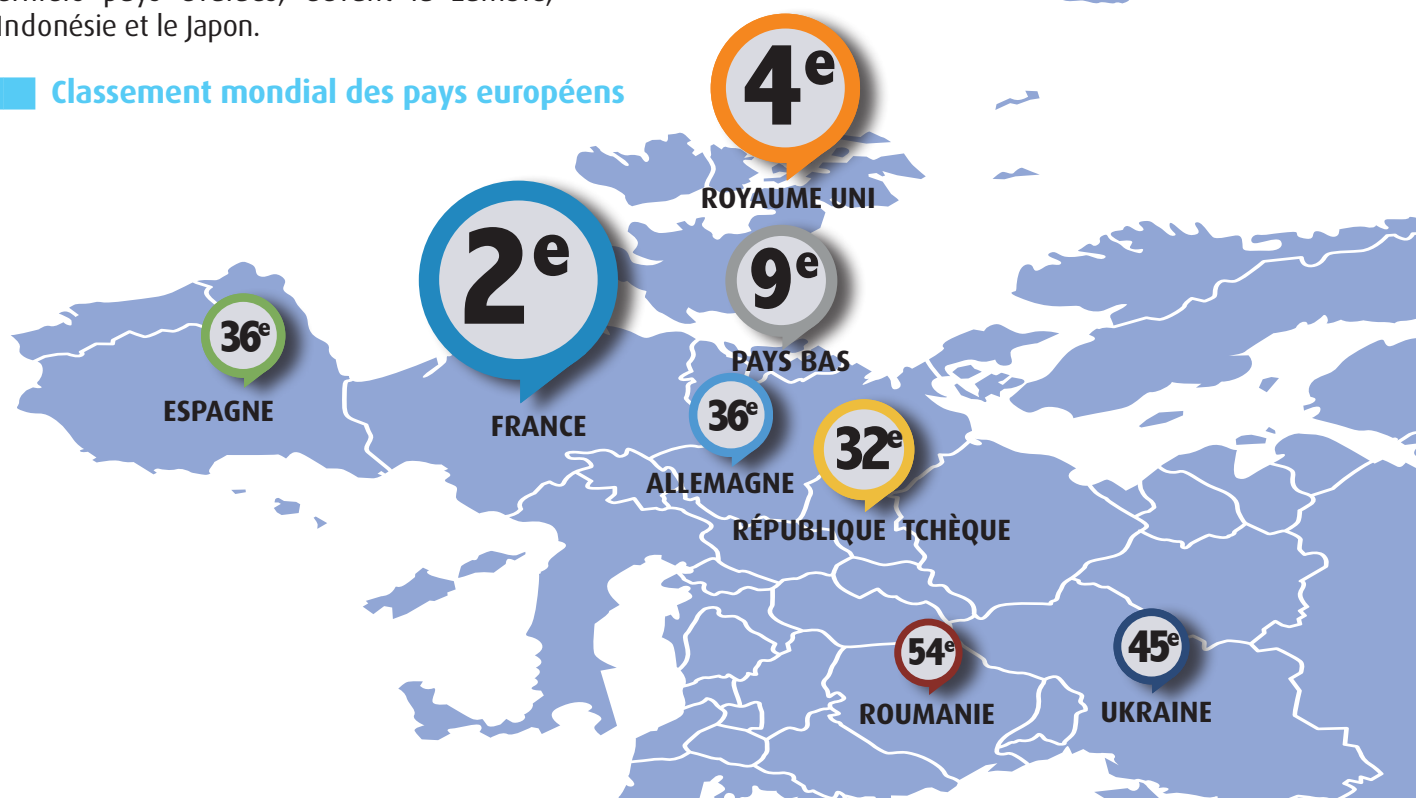 Indonésie et le Japon.
Classement mondial des pays européens
4e
ROYAUME UNI
2e
FRANCE
9e
PAYS BAS
36e
ESPAGNE
36e
ALLEMAGNE
32e
RÉPUBLIQUE TCHÈQUE
54e
ROUMANIE
45e
UKRAINE